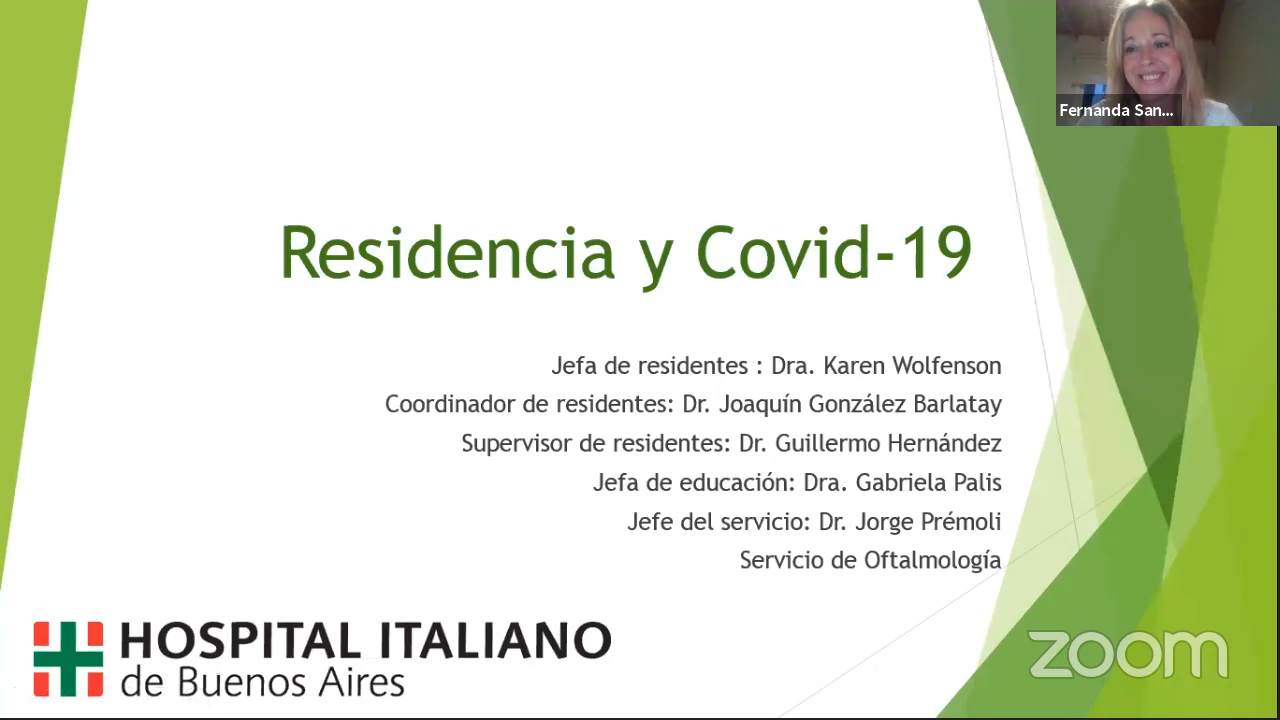 Fernanda San...
Residencia y Covid-19
Jefa de residentes : Dra. Karen Wolfenson
Coordinador de residentes: Dr. Joaquín González Barlatay
Supervisor de residentes: Dr. Guillermo Hernández
Jefa de educación: Dra. Gabriela Palis
Jefe del servicio: Dr. Jorge Prémoli
Servicio de Oftalmología
HOSPITAL ITALIANO
de Buenos Aires
zoom